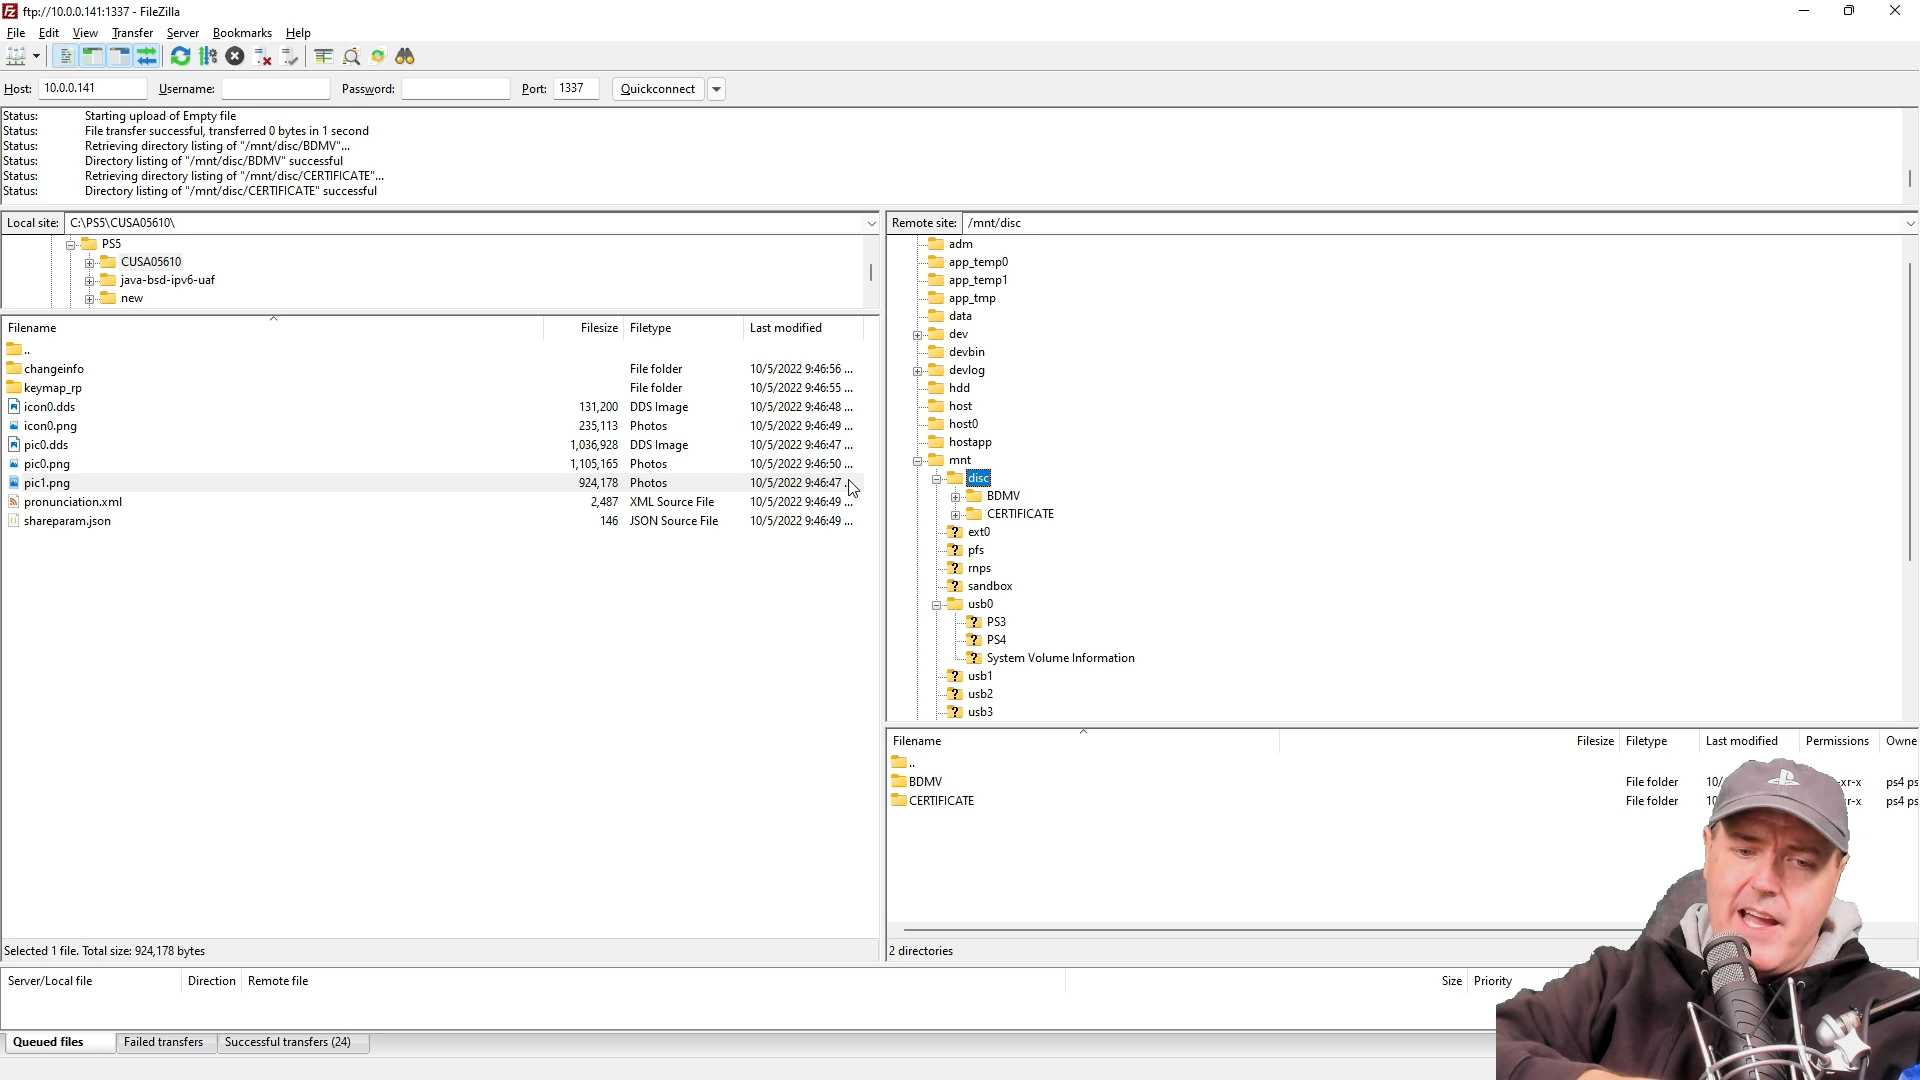 ftp://10.0.0.141:1337 - FileZilla
File Edit View Transfer Server Bookmarks Help
Host: 10.0.0.141 Username: Password: Port: 1337 Quickconnect
Status: Starting upload of Empty file
Status: File transfer successful, transferred 0 bytes in 1 second
Status: Retrieving directory listing of "/mnt/disc/BDMV"...
Status: Directory listing of "/mnt/disc/BDMV" successful
Status: Retrieving directory listing of "/mnt/disc/CERTIFICATE"...
Status: Directory listing of "/mnt/disc/CERTIFICATE" successful
Local site: C:\PS5\CUSA05610\
PS5
CUSA05610
java-bsd-ipv6-uaf
new
Filename Filesize Filetype Last modified
..
changeinfo File folder 10/5/2022 9:46:56 ...
keymap_rp File folder 10/5/2022 9:46:55 ...
icon0.dds 131,200 DDS Image 10/5/2022 9:46:48 ...
icon0.png 235,113 Photos 10/5/2022 9:46:49 ...
pic0.dds 1,036,928 DDS Image 10/5/2022 9:46:47 ...
pic0.png 1,105,165 Photos 10/5/2022 9:46:50 ...
pic1.png 924,178 Photos 10/5/2022 9:46:47
pronunciation.xml 2,487 XML Source File 10/5/2022 9:46:49 ...
shareparam.json 146 JSON Source File 10/5/2022 9:46:49 ...
Selected 1 file. Total size: 924,178 bytes
Remote site: /mnt/disc
adm
app_temp0
app_temp1
app_tmp
data
dev
devbin
devlog
hdd
host
host0
hostapp
mnt
disc
BDMV
CERTIFICATE
ext0
pfs
rnps
sandbox
usb0
PS3
PS4
System Volume Information
usb1
usb2
usb3
Filename Filesize Filetype Last modified Permissions Owne
..
BDMV File folder 10/ -xr-x ps4 ps
CERTIFICATE File folder 10 r-x ps4 ps
2 directories
Server/Local file Direction Remote file Size Priority
Queued files Failed transfers Successful transfers (24)